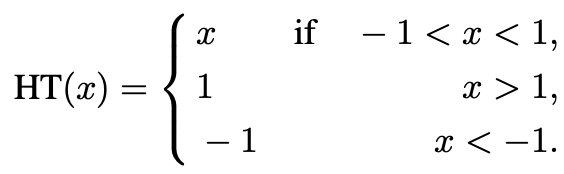 x if − 1 < x < 1,
HT(x) = { 1 x > 1,
− 1 x < −1.